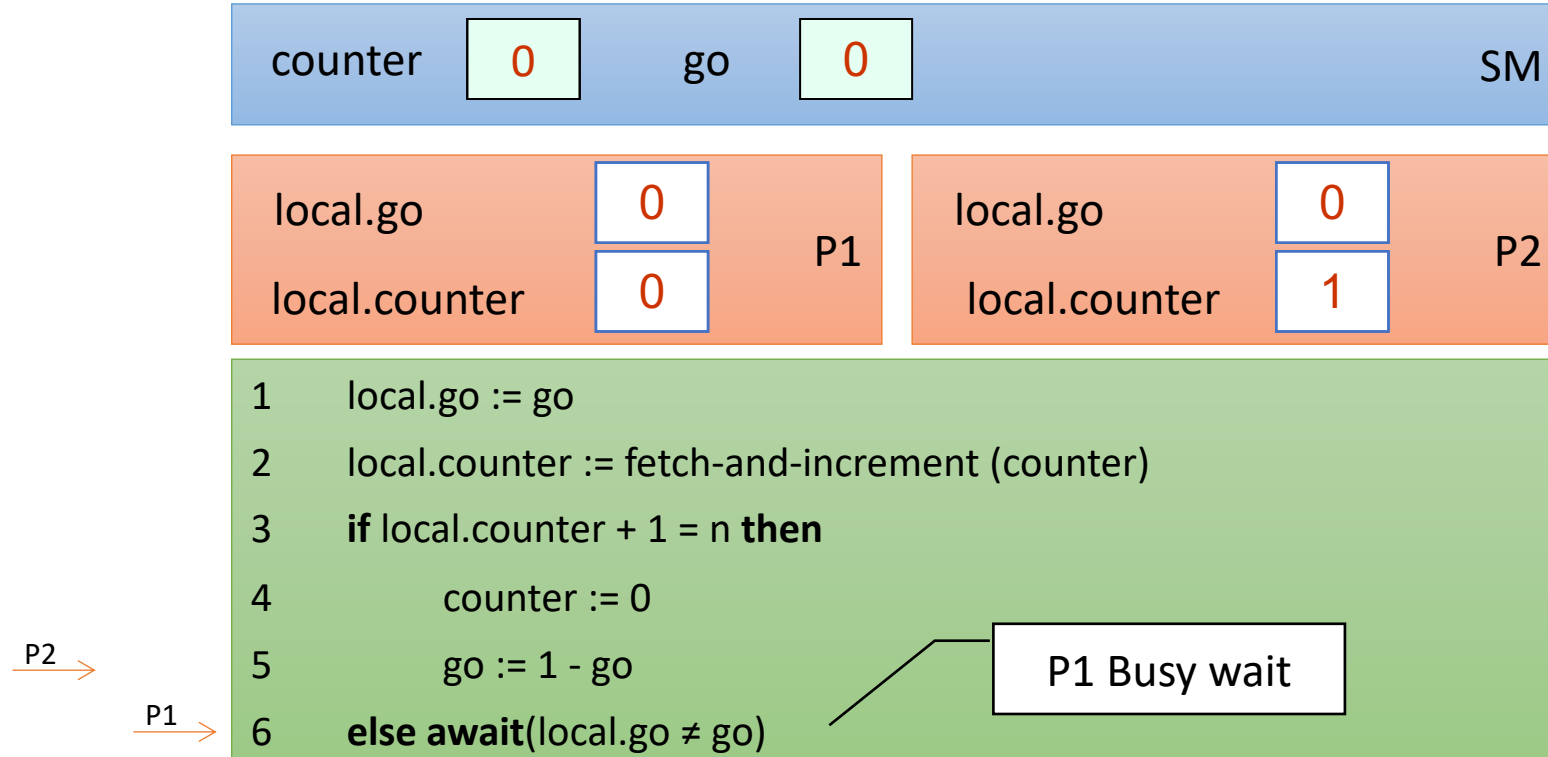 counter 0 go 0 SM
local.go 0 local.go 0
P1 P2
local.counter 0 local.counter 1
1 local.go := go
2 local.counter := fetch-and-increment (counter)
3 if local.counter + 1 = n then
4 counter := 0
P2 5 go := 1 - go P1 Busy wait
P1 6 else await(local.go ≠ go)